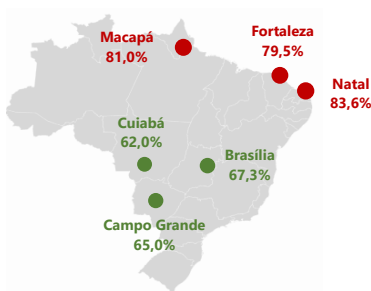 Macapá
81,0%
Fortaleza
79,5%
Natal
83,6%
Cuiabá
62,0%
Brasília
67,3%
Campo Grande
65,0%